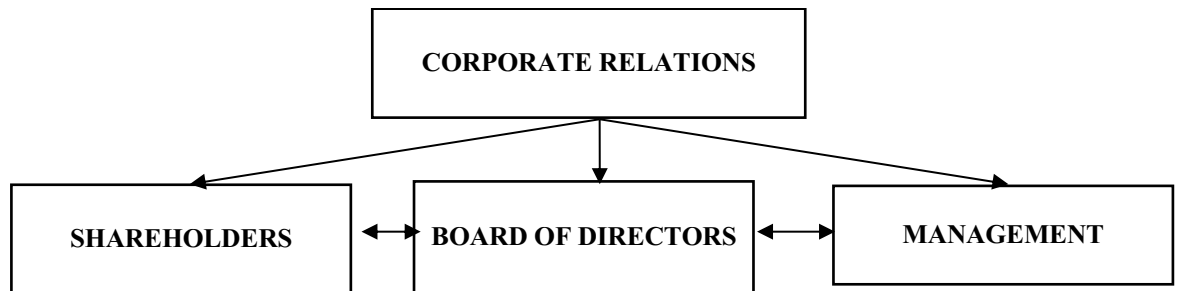 CORPORATE RELATIONS
SHAREHOLDERS
BOARD OF DIRECTORS
MANAGEMENT